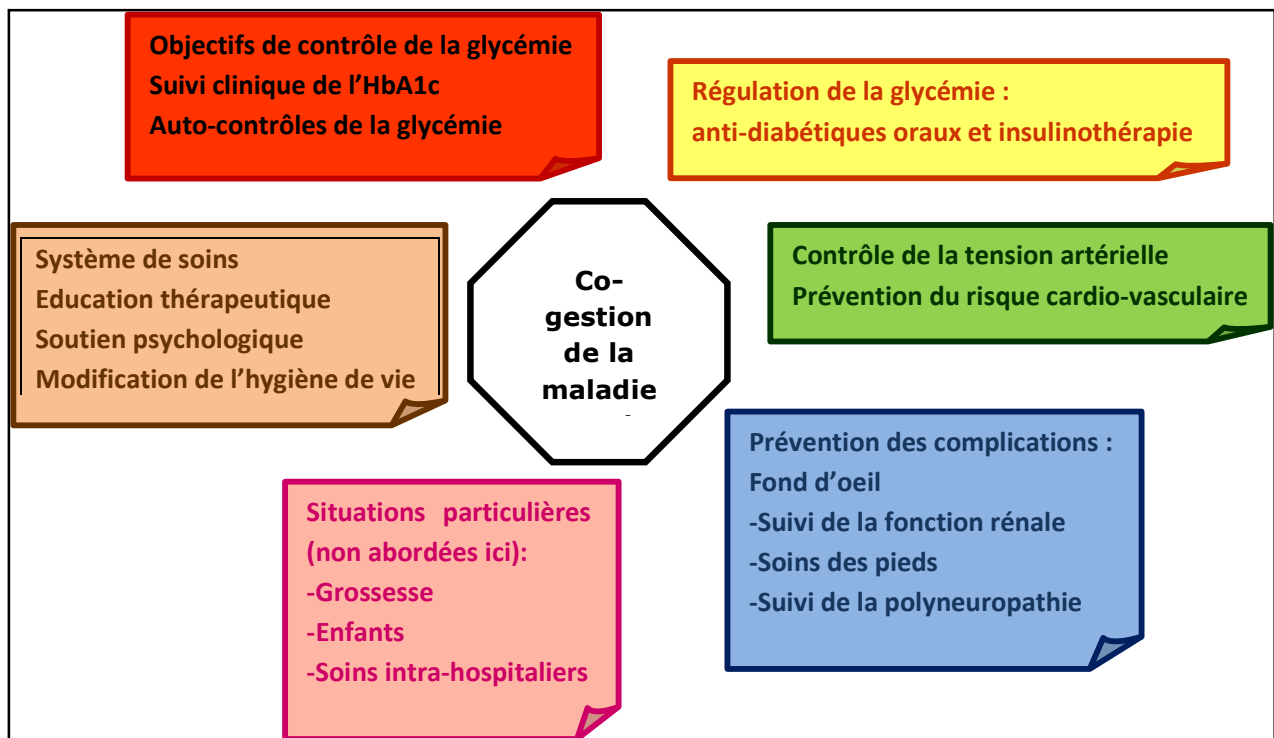 Objectifs de contrôle de la glycémie
Suivi clinique de l’HbA1c
Auto-contrôles de la glycémie
Régulation de la glycémie :
anti-diabétiques oraux et insulinothérapie
Système de soins
Education thérapeutique
Soutien psychologique
Modification de l’hygiène de vie
Co-
gestion
de la
maladie
Contrôle de la tension artérielle
Prévention du risque cardio-vasculaire
Situations particulières
(non abordées ici):
-Grossesse
-Enfants
-Soins intra-hospitaliers
Prévention des complications :
Fond d’oeil
-Suivi de la fonction rénale
-Soins des pieds
-Suivi de la polyneuropathie